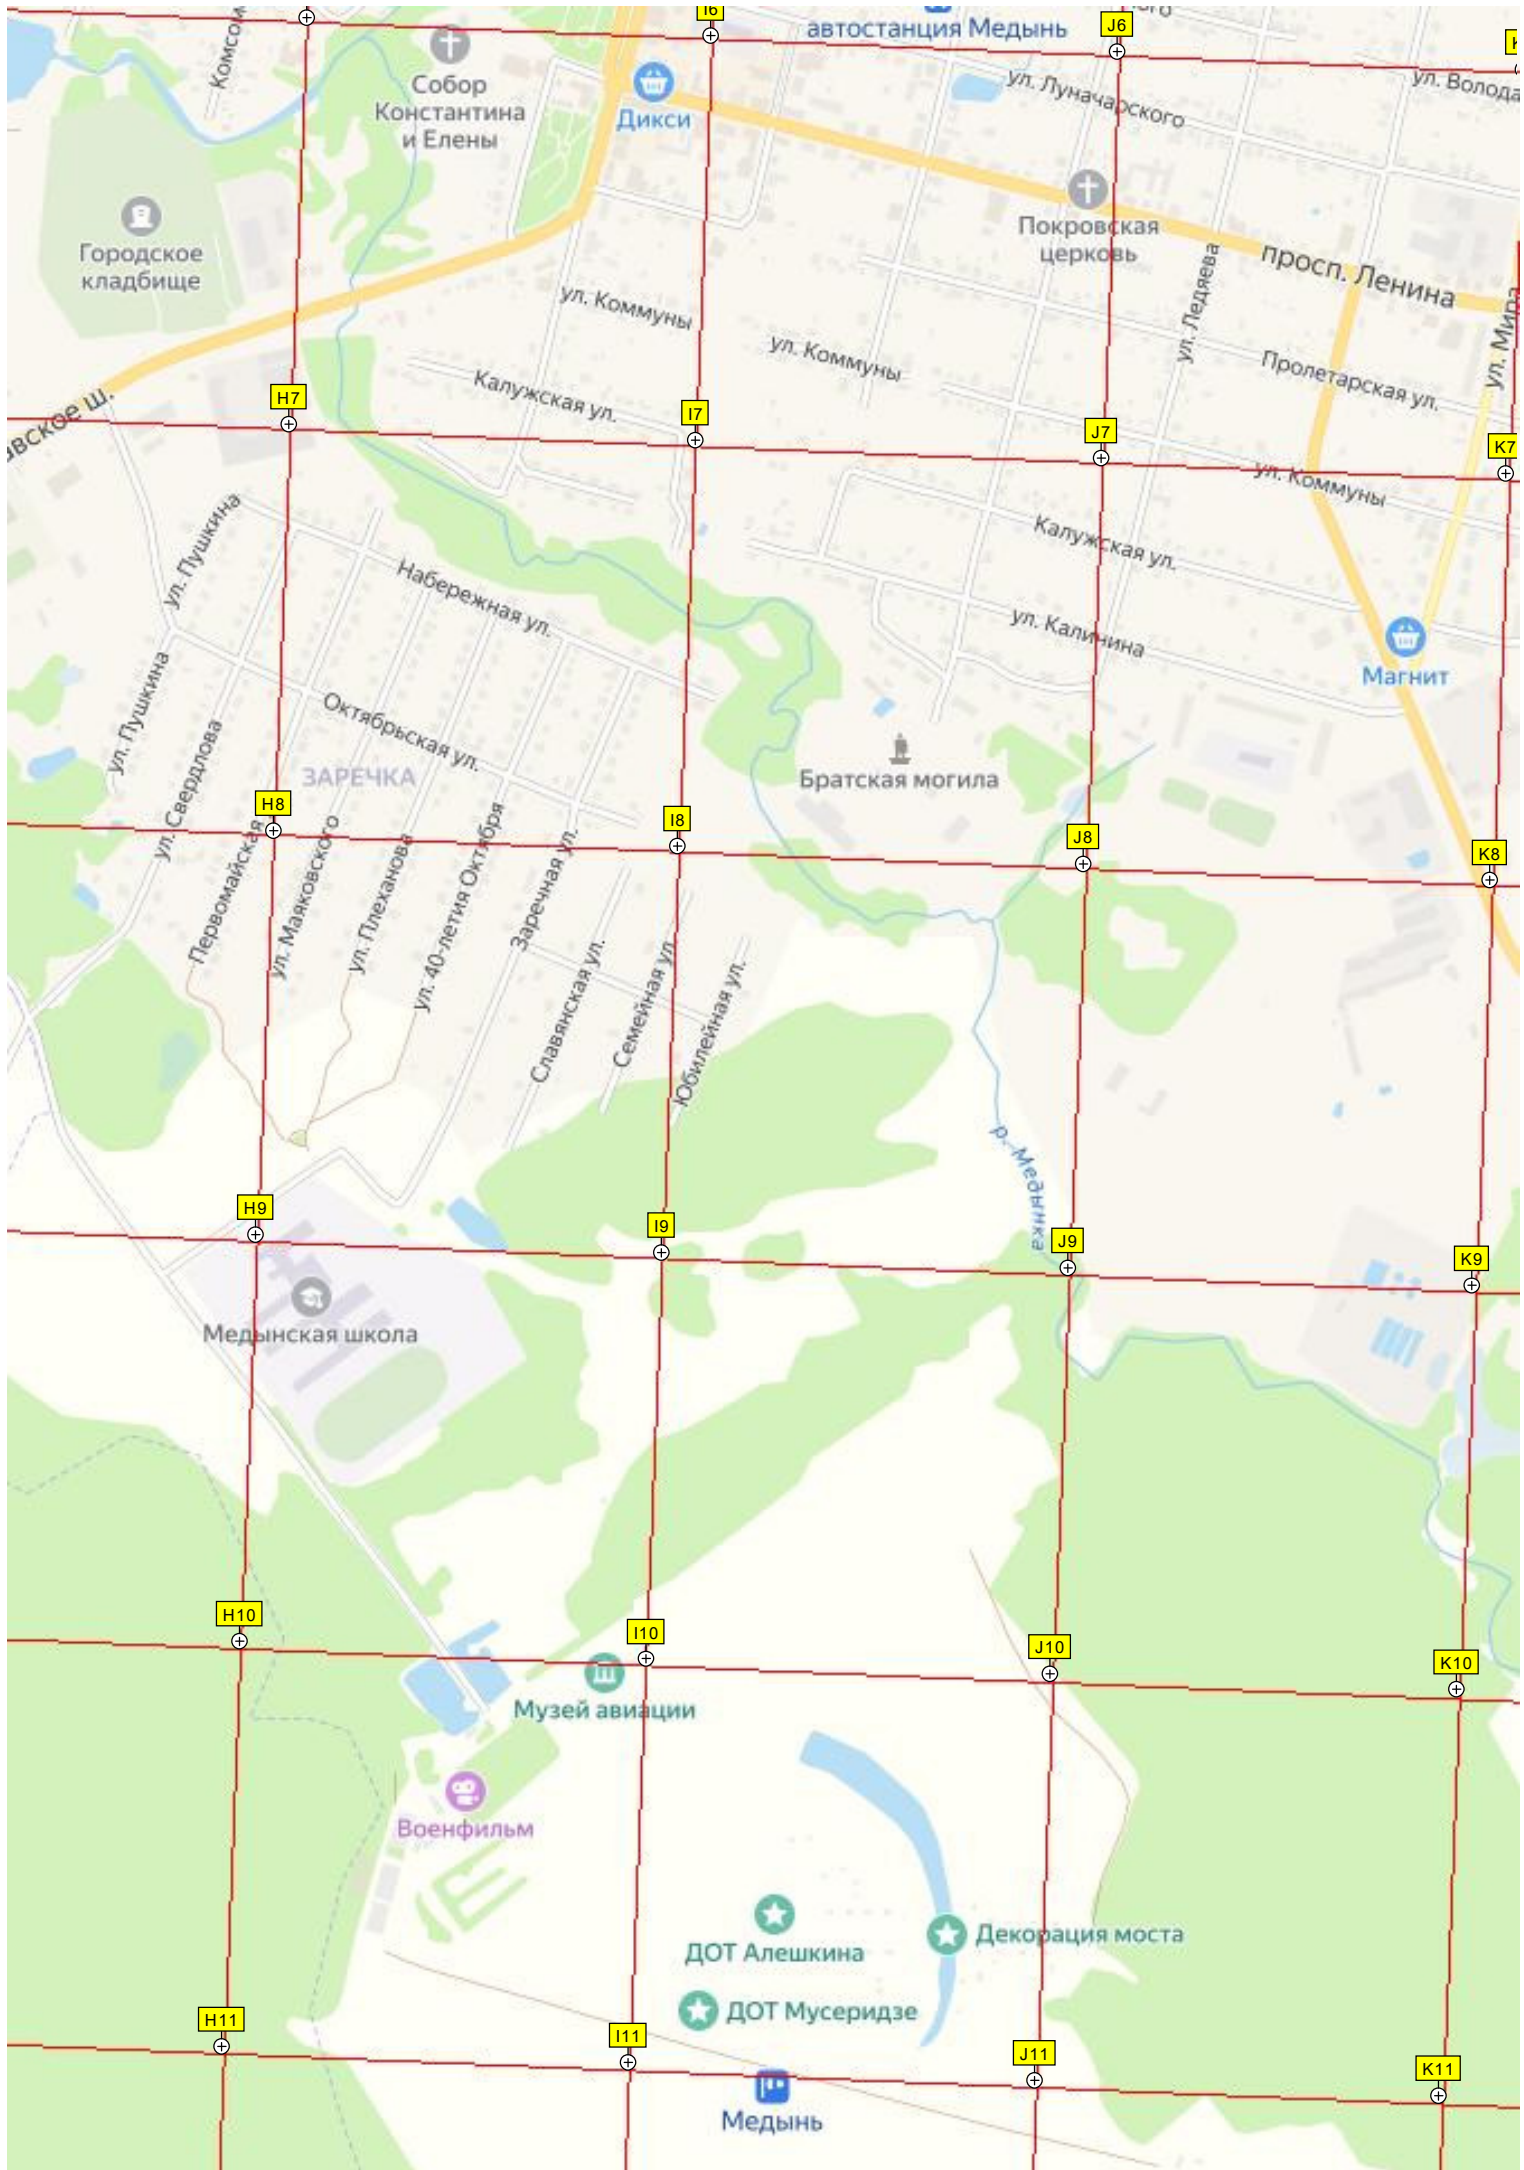 I6
автостанция Медынь
J6
Собор
Константина
и Елены
Дикси
ул. Луначарского
Покровская
церковь
Городское
кладбище
просп. Ленина
ул. Ледяева
ул. Мира
ул. Коммуны
ул. Коммуны
Пролетарская ул.
Калужская ул.
H7
I7
J7
K7
ул. Коммуны
ул. Пушкина
Калужская ул.
Набережная ул.
ул. Калинина
Магнит
ул. Пушкина
Октябрьская ул.
ул. Свердлова
ЗАРЕЧКА
Братская могила
H8
I8
J8
K8
Первомайская
ул. Маяковского
ул. Плеханова
ул. 40-летия Октября
Заречная ул.
Славянская ул.
Семейная ул.
Юбилейная ул.
р. Медынка
H9
I9
J9
K9
Медынская школа
H10
I10
J10
K10
Музей авиации
Военфильм
ДОТ Алешкина
Декорация моста
ДОТ Мусеридзе
H11
I11
J11
K11
Медынь